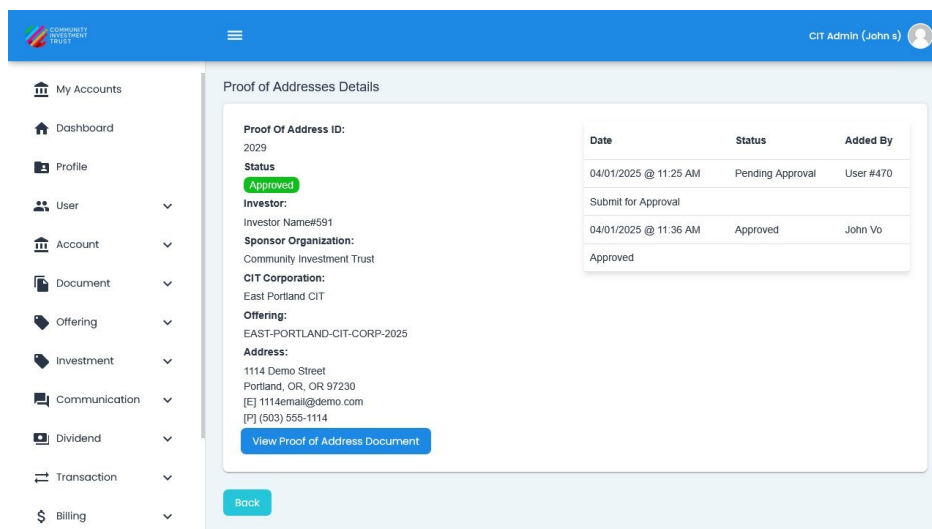 COMMUNITY
INVESTMENT
TRUST
CIT Admin (John s)
My Accounts
Dashboard
Profile
User
Account
Document
Offering
Investment
Communication
Dividend
Transaction
Billing
Proof of Addresses Details
Proof Of Address ID:
2029
Status
Approved
Investor:
Investor Name#591
Sponsor Organization:
Community Investment Trust
CIT Corporation:
East Portland CIT
Offering:
EAST-PORTLAND-CIT-CORP-2025
Address:
1114 Demo Street
Portland, OR, OR 97230
[E] 1114email@demo.com
[P] (503) 555-1114
View Proof of Address Document
Date Status Added By
04/01/2025 @ 11:25 AM Pending Approval User #470
Submit for Approval
04/01/2025 @ 11:36 AM Approved John Vo
Approved
Back